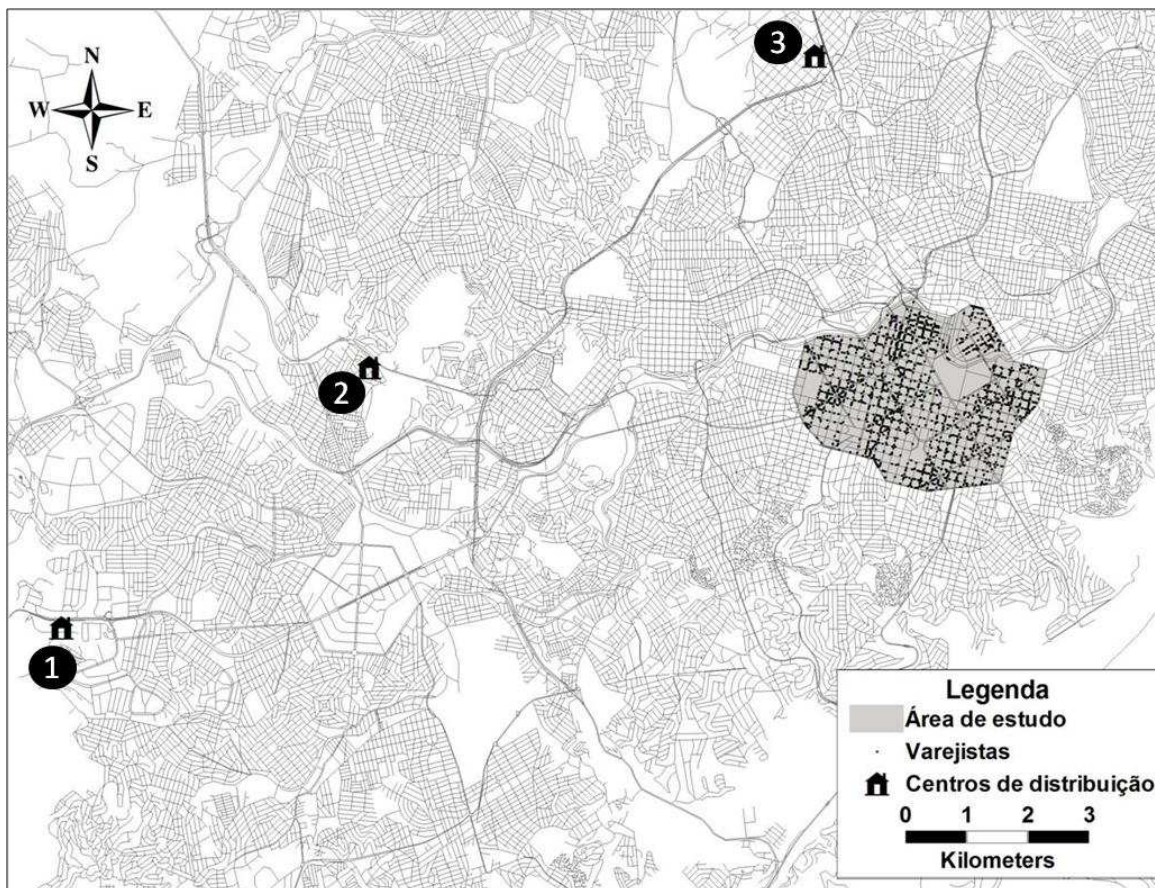 3
N
W E
S
2
1
Legenda
Área de estudo
Varejistas
Centros de distribuição
0 1 2 3
Kilometers